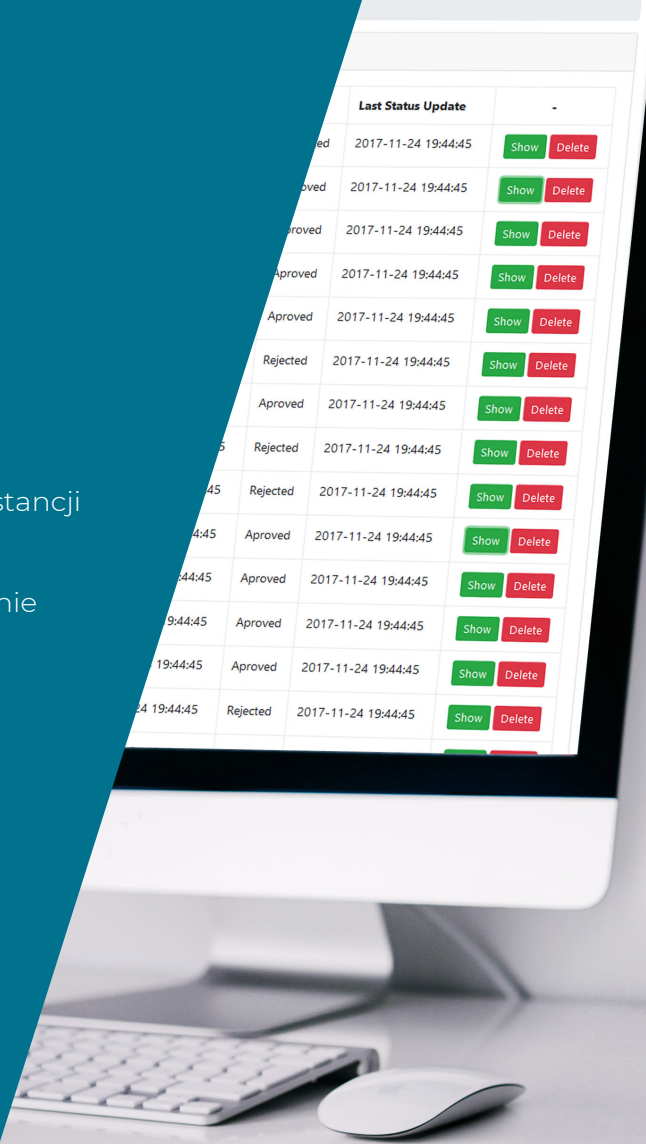 Last Status Update -
ed 2017-11-24 19:44:45 Show Delete
oved 2017-11-24 19:44:45 Show Delete
roved 2017-11-24 19:44:45 Show Delete
Aproved 2017-11-24 19:44:45 Show Delete
Aproved 2017-11-24 19:44:45 Show Delete
Rejected 2017-11-24 19:44:45 Show Delete
Aproved 2017-11-24 19:44:45 Show Delete
5 Rejected 2017-11-24 19:44:45 Show Delete
45 Rejected 2017-11-24 19:44:45 Show Delete
4:45 Aproved 2017-11-24 19:44:45 Show Delete
:44:45 Aproved 2017-11-24 19:44:45 Show Delete
9:44:45 Aproved 2017-11-24 19:44:45 Show Delete
19:44:45 Aproved 2017-11-24 19:44:45 Show Delete
24 19:44:45 Rejected 2017-11-24 19:44:45 Show Delete
stancji
nie